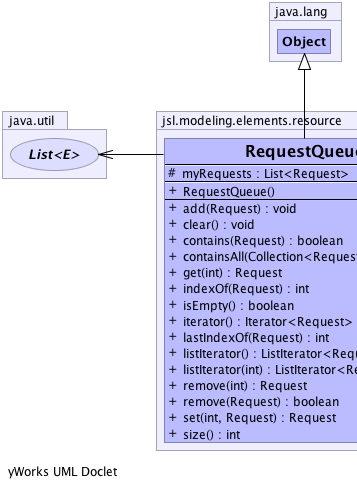 java.lang
Object
java.util
List<E>
jsl.modeling.elements.resource
RequestQueue
# myRequests : List<Request>
+ RequestQueue()
+ add(Request) : void
+ clear() : void
+ contains(Request) : boolean
+ containsAll(Collection<Request
+ get(int) : Request
+ indexOf(Request) : int
+ isEmpty() : boolean
+ iterator() : Iterator<Request>
+ lastIndexOf(Request) : int
+ listIterator() : ListIterator<Requ
+ listIterator(int) : ListIterator<Re
+ remove(int) : Request
+ remove(Request) : boolean
+ set(int, Request) : Request
+ size() : int
yWorks UML Doclet